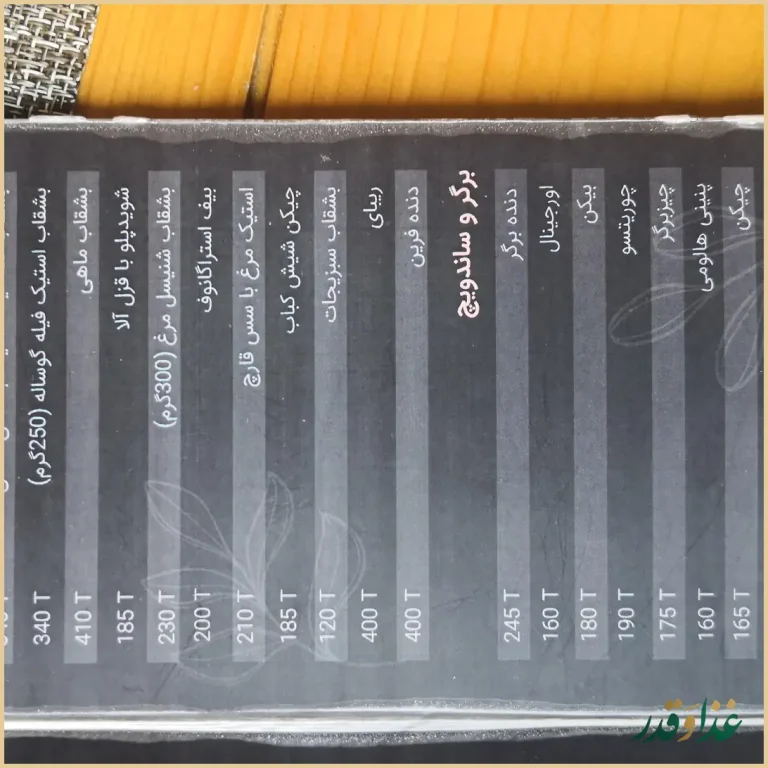 بشقاب استیک فیله گوساله (250گرم) 340 T
بشقاب ماهی 410 T
شویدپلو با قزل آلا 185 T
بشقاب شنیسل مرغ (300گرم) 230 T
بیف استراگانوف 200 T
استیک مرغ با سس قارچ 210 T
چیکن شیش کباب 185 T
بشقاب سبزیجات 120 T
ریبای 400 T
دنده فرین 400 T
برگر و ساندویچ
دنده برگر 245 T
اورجینال 160 T
بیکن 180 T
چوریتسو 190 T
چیزبرگر 175 T
پنینی هالومی 160 T
چیکن 165 T
غذا و قدر